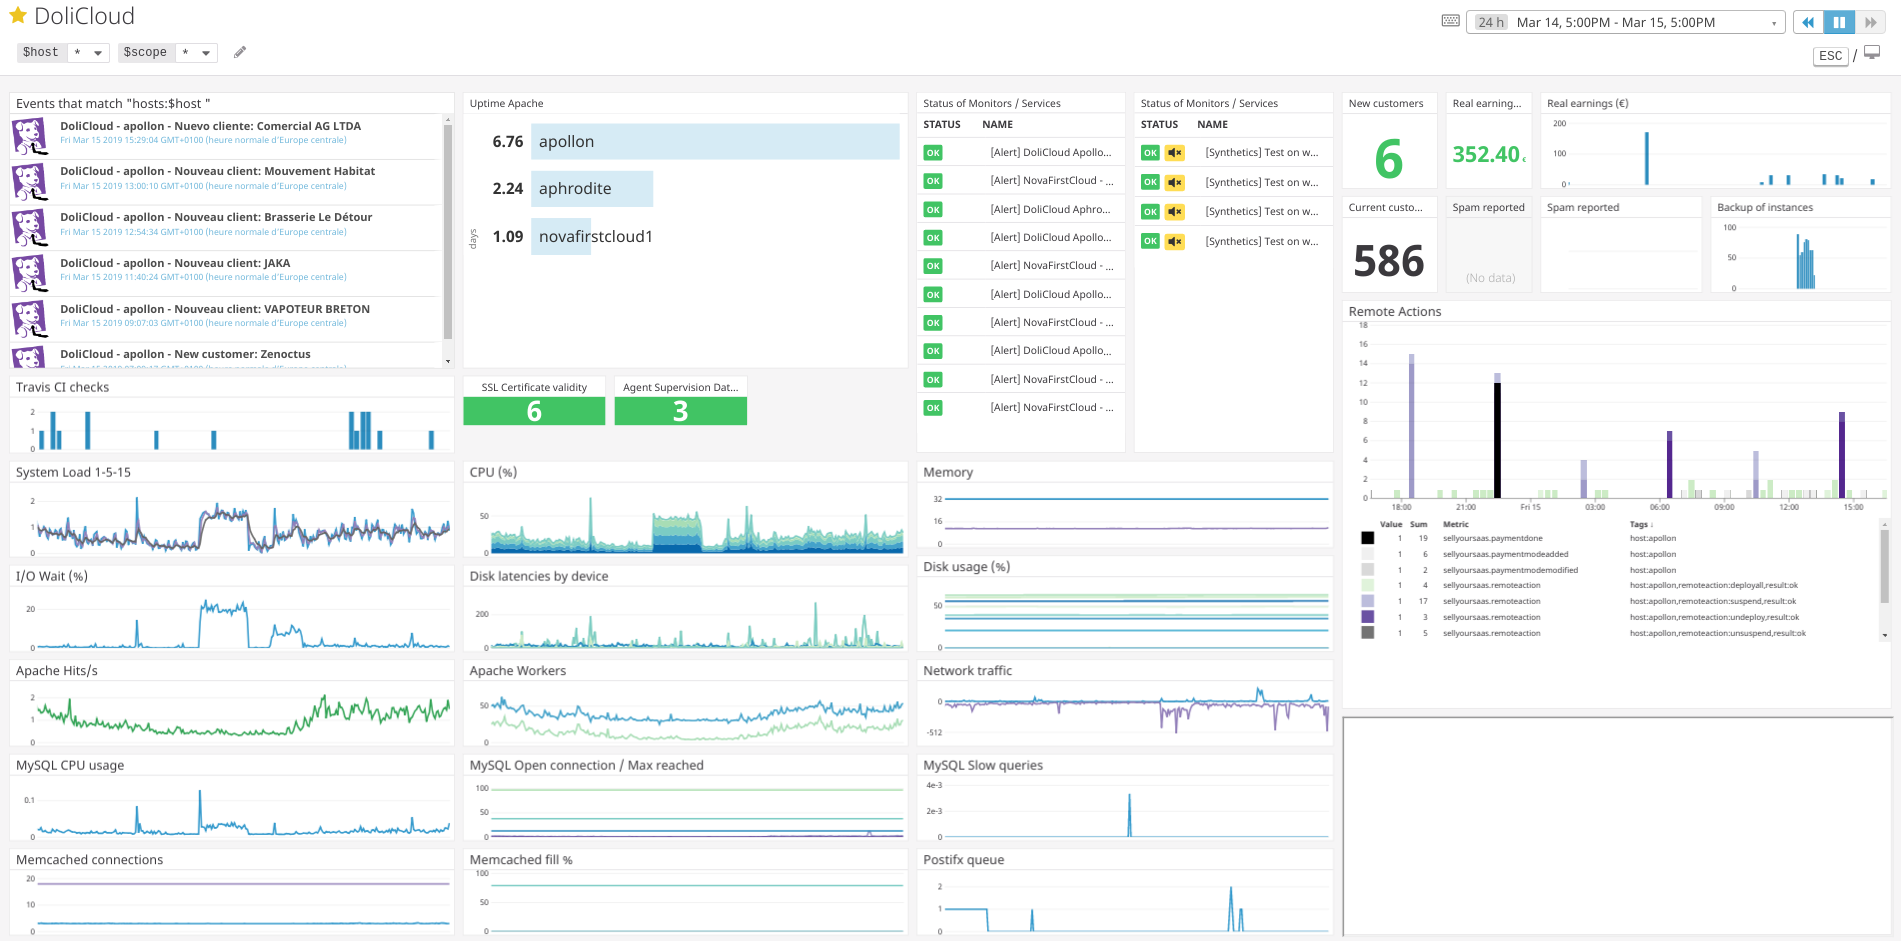 DoliCloud
24 h Mar 14, 5:00PM - Mar 15, 5:00PM
$host * $scope *
ESC /
Events that match "hosts:$host "
DoliCloud - apollon - Nuevo cliente: Comercial AG LTDA
Fri Mar 15 2019 15:29:04 GMT+0100 (heure normale d'Europe centrale)
DoliCloud - apollon - Nouveau client: Mouvement Habitat
Fri Mar 15 2019 13:00:10 GMT+0100 (heure normale d'Europe centrale)
DoliCloud - apollon - Nouveau client: Brasserie Le Détour
Fri Mar 15 2019 12:54:34 GMT+0100 (heure normale d'Europe centrale)
DoliCloud - apollon - Nouveau client: JAKA
Fri Mar 15 2019 11:40:24 GMT+0100 (heure normale d'Europe centrale)
DoliCloud - apollon - Nouveau client: VAPOTEUR BRETON
Fri Mar 15 2019 09:07:03 GMT+0100 (heure normale d'Europe centrale)
DoliCloud - apollon - New customer: Zenoctus
Uptime Apache
6.76 apollon
2.24 aphrodite
1.09 novafirstcloud1
days
Status of Monitors / Services
STATUS NAME
OK [Alert] DoliCloud Apollo...
OK [Alert] NovaFirstCloud - ...
OK [Alert] DoliCloud Aphro...
OK [Alert] DoliCloud Apollo...
OK [Alert] NovaFirstCloud - ...
OK [Alert] DoliCloud Apollo...
OK [Alert] NovaFirstCloud - ...
OK [Alert] DoliCloud Apollo...
OK [Alert] NovaFirstCloud - ...
OK [Alert] NovaFirstCloud - ...
Status of Monitors / Services
STATUS NAME
OK [Synthetics] Test on w...
OK [Synthetics] Test on w...
OK [Synthetics] Test on w...
OK [Synthetics] Test on w...
New customers
6
Real earning...
352.40 €
Real earnings (€)
200
100
0
Current custo...
586
Spam reported
(No data)
Spam reported
Backup of instances
100
50
0
Travis CI checks
2
1
0
SSL Certificate validity
6
Agent Supervision Dat...
3
Remote Actions
18
16
14
12
10
8
6
4
2
0
18:00 21:00 Fri 15 03:00 06:00 09:00 12:00 15:00
Value Sum Metric Tags ↓
1 19 sellyoursaas.paymentdone host:apollon
1 6 sellyoursaas.paymentmodeadded host:apollon
1 2 sellyoursaas.paymentmodemodified host:apollon
1 4 sellyoursaas.remoteaction host:apollon,remoteaction:deployall,result:ok
1 17 sellyoursaas.remoteaction host:apollon,remoteaction:suspend,result:ok
1 3 sellyoursaas.remoteaction host:apollon,remoteaction:undeploy,result:ok
1 5 sellyoursaas.remoteaction host:apollon,remoteaction:unsuspend,result:ok
System Load 1-5-15
2
1
0
CPU (%)
50
0
Memory
32
16
0
I/O Wait (%)
20
0
Disk latencies by device
200
0
Disk usage (%)
50
0
Apache Hits/s
2
1
0
Apache Workers
50
0
Network traffic
0
-512
MySQL CPU usage
0.1
0
MySQL Open connection / Max reached
100
50
0
MySQL Slow queries
4e-3
2e-3
0
Memcached connections
20
10
0
Memcached fill %
100
50
0
Postifx queue
2
1
0